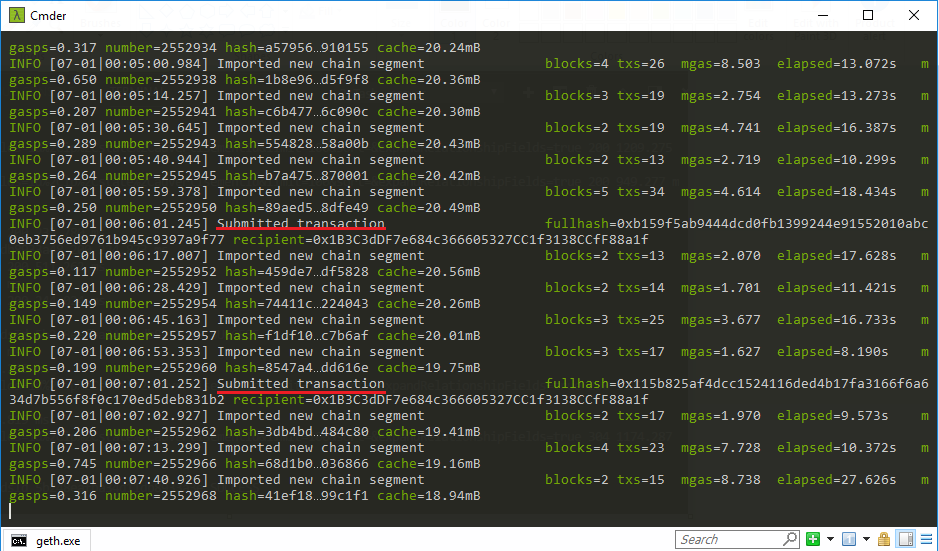 Cmder
gasps=0.317 number=2552934 hash=a57956…910155 cache=20.24mB
INFO [07-01|00:05:00.984] Imported new chain segment blocks=4 txs=26 mgas=8.503 elapsed=13.072s m
gasps=0.650 number=2552938 hash=1b8e96…d5f9f8 cache=20.36mB
INFO [07-01|00:05:14.257] Imported new chain segment blocks=3 txs=19 mgas=2.754 elapsed=13.273s m
gasps=0.207 number=2552941 hash=c6b477…6c090c cache=20.30mB
INFO [07-01|00:05:30.645] Imported new chain segment blocks=2 txs=19 mgas=4.741 elapsed=16.387s m
gasps=0.289 number=2552943 hash=554828…58a00b cache=20.43mB
INFO [07-01|00:05:40.944] Imported new chain segment blocks=2 txs=13 mgas=2.719 elapsed=10.299s m
gasps=0.264 number=2552945 hash=b7a475…870001 cache=20.42mB
INFO [07-01|00:05:59.378] Imported new chain segment blocks=5 txs=34 mgas=4.614 elapsed=18.434s m
gasps=0.250 number=2552950 hash=89aed5…8dfe49 cache=20.49mB
INFO [07-01|00:06:01.245] Submitted transaction fullhash=0xb159f5ab9444dcd0fb1399244e91552010abc
0eb3756ed9761b945c9397a9f77 recipient=0x1B3C3dDF7e684c366605327CC1f3138CCfF88a1f
INFO [07-01|00:06:17.007] Imported new chain segment blocks=2 txs=13 mgas=2.070 elapsed=17.628s m
gasps=0.117 number=2552952 hash=459de7…df5828 cache=20.56mB
INFO [07-01|00:06:28.429] Imported new chain segment blocks=2 txs=14 mgas=1.701 elapsed=11.421s m
gasps=0.149 number=2552954 hash=74411c…224043 cache=20.26mB
INFO [07-01|00:06:45.163] Imported new chain segment blocks=3 txs=25 mgas=3.677 elapsed=16.733s m
gasps=0.220 number=2552957 hash=f1df10…c7b6af cache=20.01mB
INFO [07-01|00:06:53.353] Imported new chain segment blocks=3 txs=17 mgas=1.627 elapsed=8.190s m
gasps=0.199 number=2552960 hash=8547a4…dd616e cache=19.75mB
INFO [07-01|00:07:01.252] Submitted transaction fullhash=0x115b825af4dcc1524116ded4b17fa3166f6a6
34d7b556f8f0c170ed5deb831b2 recipient=0x1B3C3dDF7e684c366605327CC1f3138CCfF88a1f
INFO [07-01|00:07:02.927] Imported new chain segment blocks=2 txs=17 mgas=1.970 elapsed=9.573s m
gasps=0.206 number=2552962 hash=3db4bd…484c80 cache=19.41mB
INFO [07-01|00:07:13.299] Imported new chain segment blocks=4 txs=23 mgas=7.728 elapsed=10.372s m
gasps=0.745 number=2552966 hash=68d1b0…036866 cache=19.16mB
INFO [07-01|00:07:40.926] Imported new chain segment blocks=2 txs=15 mgas=8.738 elapsed=27.626s m
gasps=0.316 number=2552968 hash=41ef18…99c1f1 cache=18.94mB
geth.exe Search